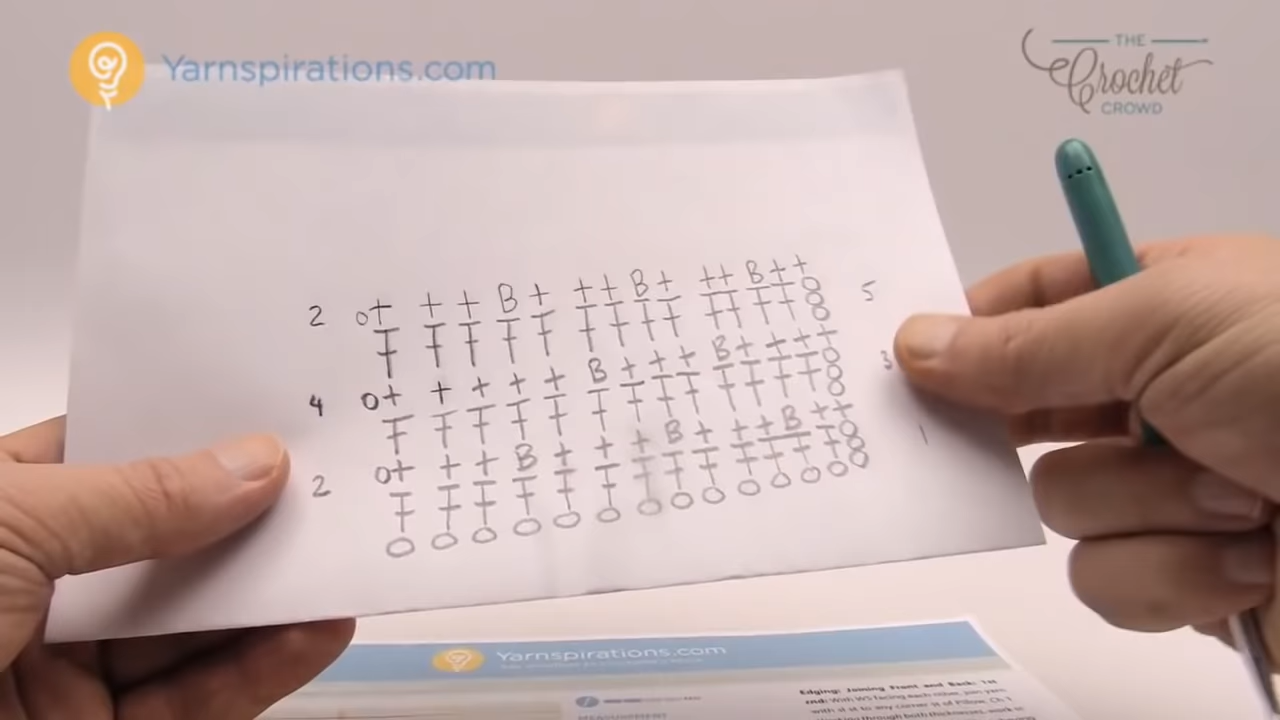 Yarnspirations.com
THE
Crochet
CROWD
2 o+ + + B + + + B + + + B + + 5
4 o+ + + + + B + + + B + + + + 3
2 o+ + + B + + + B + + + B + + 1
Yarnspirations.com
Edging: Joining Front and Back: 1st
rnd: With WS facing each other, join yarn
with sl st to any corner st of Pillow. Ch 1
MEASUREMENT